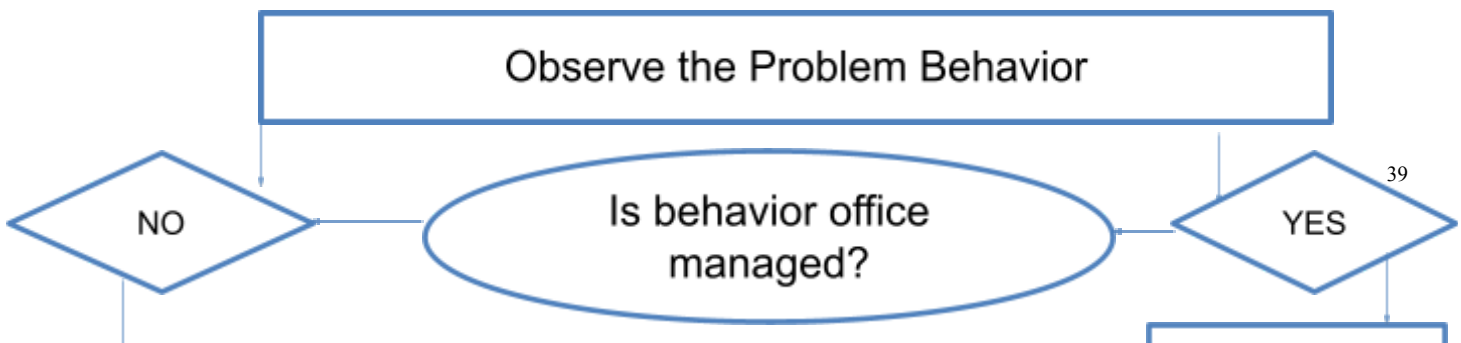 Observe the Problem Behavior
39
NO
Is behavior office
managed?
YES